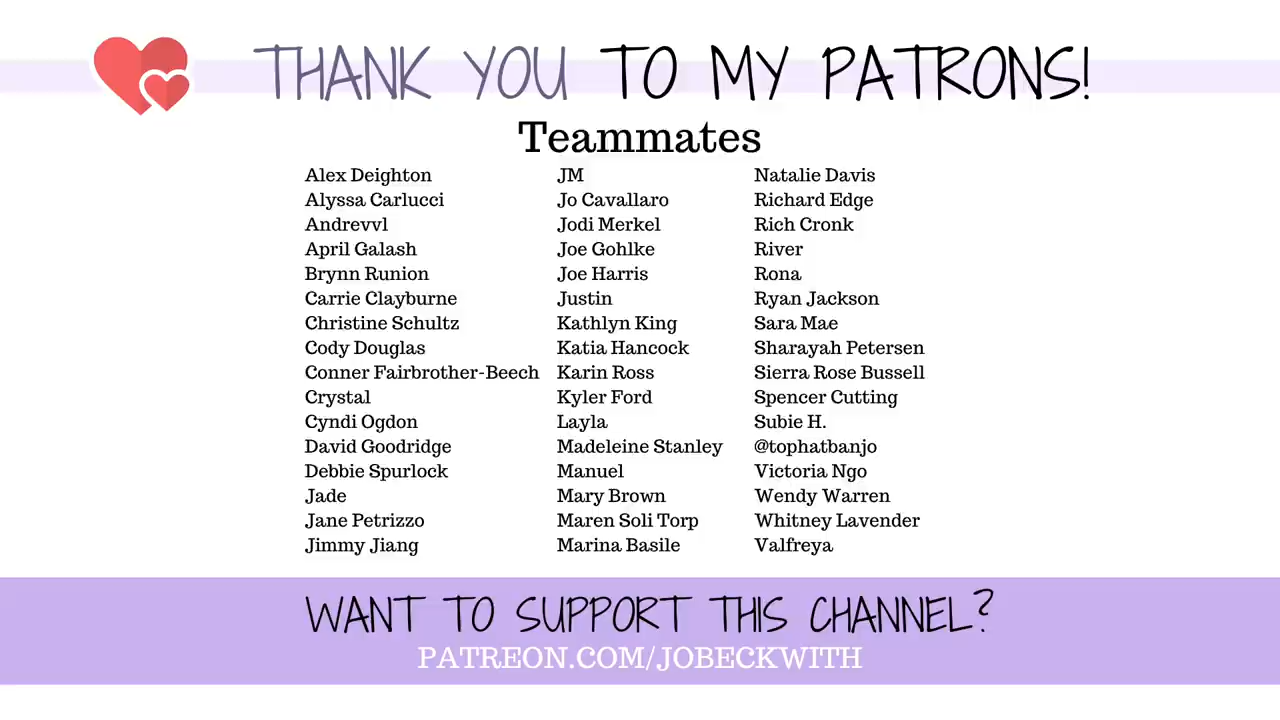 THANK YOU TO MY PATRONS!
Teammates
Alex Deighton
Alyssa Carlucci
Andrevvl
April Galash
Brynn Runion
Carrie Clayburne
Christine Schultz
Cody Douglas
Conner Fairbrother-Beech
Crystal
Cyndi Ogdon
David Goodridge
Debbie Spurlock
Jade
Jane Petrizzo
Jimmy Jiang
JM
Jo Cavallaro
Jodi Merkel
Joe Gohlke
Joe Harris
Justin
Kathlyn King
Katia Hancock
Karin Ross
Kyler Ford
Layla
Madeleine Stanley
Manuel
Mary Brown
Maren Soli Torp
Marina Basile
Natalie Davis
Richard Edge
Rich Cronk
River
Rona
Ryan Jackson
Sara Mae
Sharayah Petersen
Sierra Rose Bussell
Spencer Cutting
Subie H.
@tophatbanjo
Victoria Ngo
Wendy Warren
Whitney Lavender
Valfreya
WANT TO SUPPORT THIS CHANNEL?
PATREON.COM/JOBECKWITH